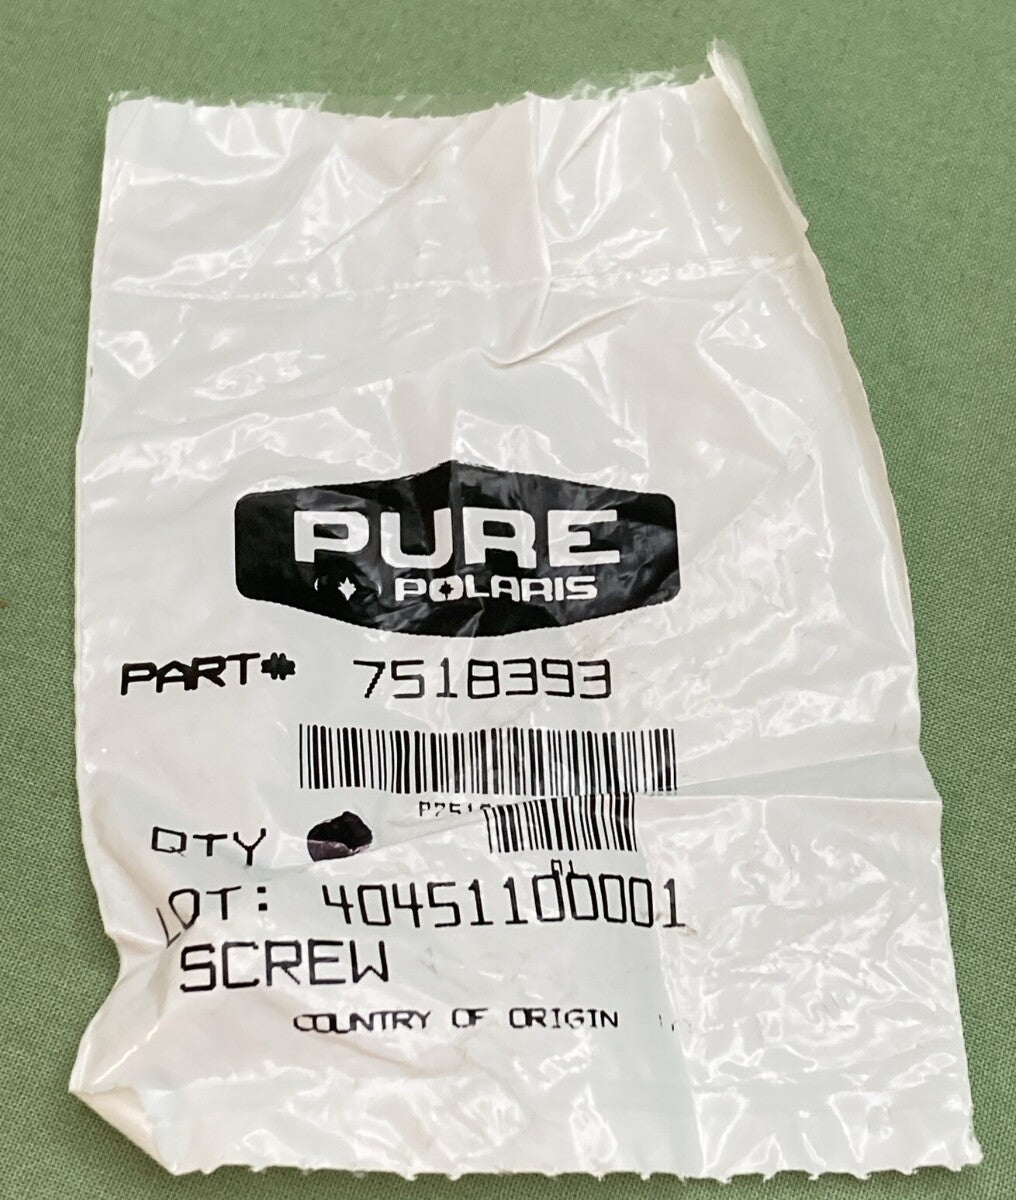 PURE
POLARIS
PART# 7518393
QTY
LOT: 40451100001
SCREW
COUNTRY OF ORIGIN